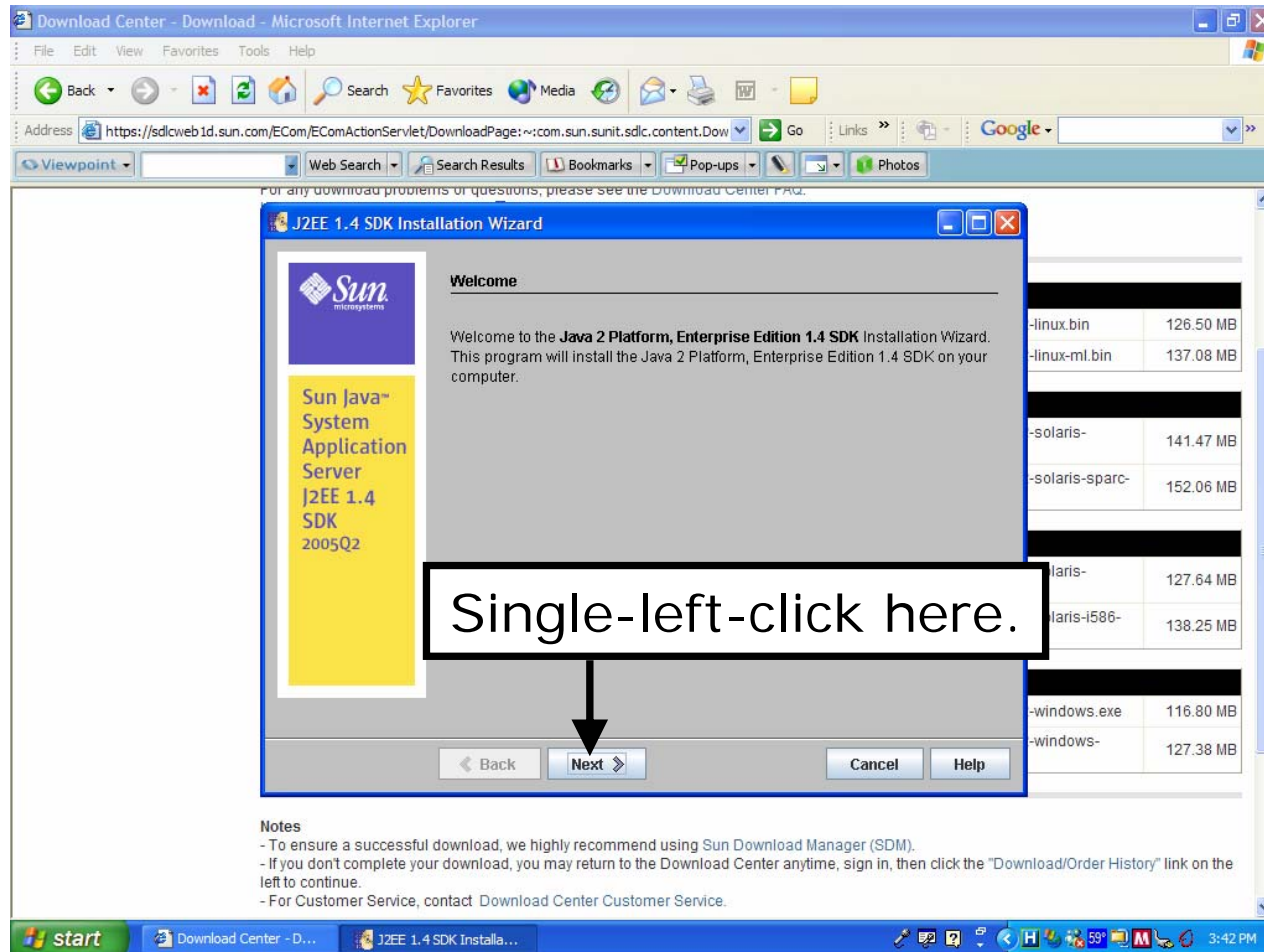 Download Center - Download - Microsoft Internet Explorer
File Edit View Favorites Tools Help
Back Search Favorites Media
Address https://sdlcweb1d.sun.com/ECom/EComActionServlet/DownloadPage:~:com.sun.sunit.sdlc.content.Dow Go Links » Google
Viewpoint Web Search Search Results Bookmarks Pop-ups Photos
For any download problems or questions, please see the Download Center FAQ.
J2EE 1.4 SDK Installation Wizard
Sun
microsystems
Sun Java™
System
Application
Server
J2EE 1.4
SDK
2005Q2
Welcome
Welcome to the Java 2 Platform, Enterprise Edition 1.4 SDK Installation Wizard.
This program will install the Java 2 Platform, Enterprise Edition 1.4 SDK on your
computer.
Single-left-click here.
Back Next Cancel Help
-linux.bin 126.50 MB
-linux-ml.bin 137.08 MB
-solaris- 141.47 MB
-solaris-sparc- 152.06 MB
laris- 127.64 MB
laris-i586- 138.25 MB
-windows.exe 116.80 MB
-windows- 127.38 MB
Notes
- To ensure a successful download, we highly recommend using Sun Download Manager (SDM).
- If you don't complete your download, you may return to the Download Center anytime, sign in, then click the "Download/Order History" link on the
left to continue.
- For Customer Service, contact Download Center Customer Service.
start Download Center - D... J2EE 1.4 SDK Installa... 59° 3:42 PM